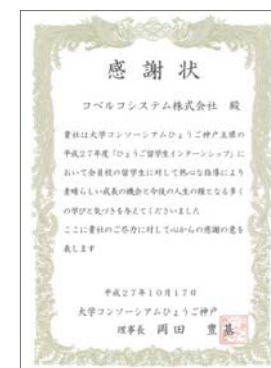 感謝状
コベルコシステム株式会社 殿
貴社は大学コンソーシアムひょうご神戸主催の
平成27年度「ひょうご留学生インターンシップ」に
おいて会員校の留学生に対して熱心な指導により
素晴らしい成長の機会と今後の人生の糧となる多く
の学びと気づきを与えてくださいました
ここに貴社のご尽力に対して心からの感謝の意を
表します
平成27年10月17日
大学コンソーシアムひょうご神戸
理事長 岡田 豊基